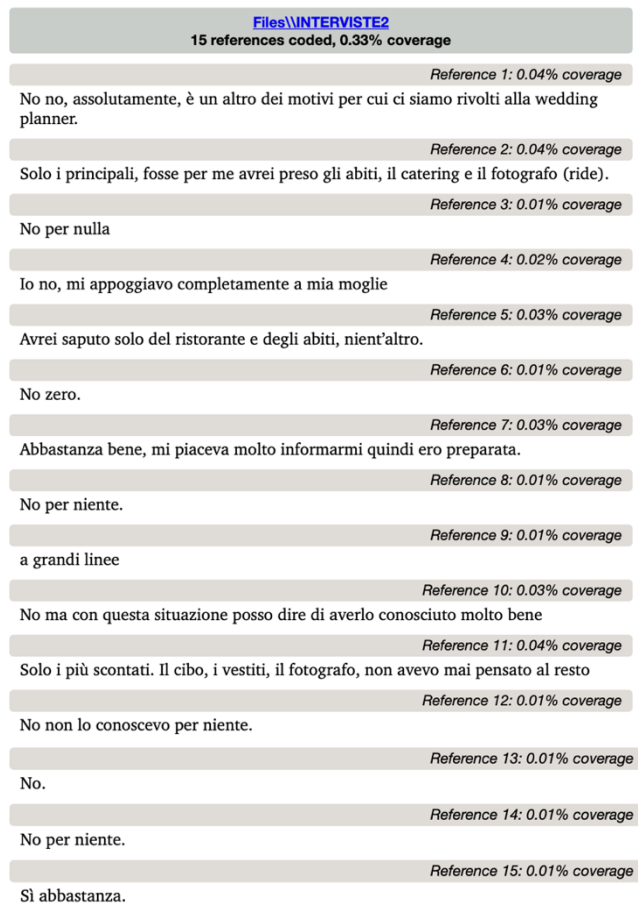 Files\\INTERVISTE2
15 references coded, 0.33% coverage
Reference 1: 0.04% coverage
No no, assolutamente, è un altro dei motivi per cui ci siamo rivolti alla wedding
planner.
Reference 2: 0.04% coverage
Solo i principali, fosse per me avrei preso gli abiti, il catering e il fotografo (ride).
Reference 3: 0.01% coverage
No per nulla
Reference 4: 0.02% coverage
Io no, mi appoggiavo completamente a mia moglie
Reference 5: 0.03% coverage
Avrei saputo solo del ristorante e degli abiti, nient’altro.
Reference 6: 0.01% coverage
No zero.
Reference 7: 0.03% coverage
Abbastanza bene, mi piaceva molto informarmi quindi ero preparata.
Reference 8: 0.01% coverage
No per niente.
Reference 9: 0.01% coverage
a grandi linee
Reference 10: 0.03% coverage
No ma con questa situazione posso dire di averlo conosciuto molto bene
Reference 11: 0.04% coverage
Solo i più scontati. Il cibo, i vestiti, il fotografo, non avevo mai pensato al resto
Reference 12: 0.01% coverage
No non lo conoscevo per niente.
Reference 13: 0.01% coverage
No.
Reference 14: 0.01% coverage
No per niente.
Reference 15: 0.01% coverage
Sì abbastanza.